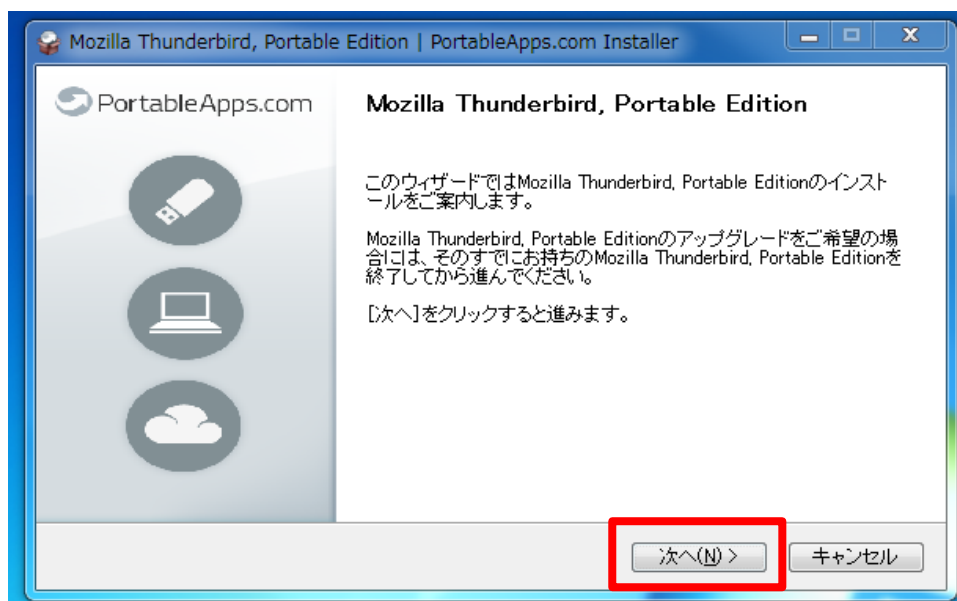 Mozilla Thunderbird, Portable Edition | PortableApps.com Installer
PortableApps.com
Mozilla Thunderbird, Portable Edition
このウィザードではMozilla Thunderbird, Portable Editionのインスト
ールをご案内します。
Mozilla Thunderbird, Portable Editionのアップグレードをご希望の場
合には、そのすでにお持ちのMozilla Thunderbird, Portable Editionを
終了してから進んでください。
[次へ]をクリックすると進みます。
次へ(N) >
キャンセル